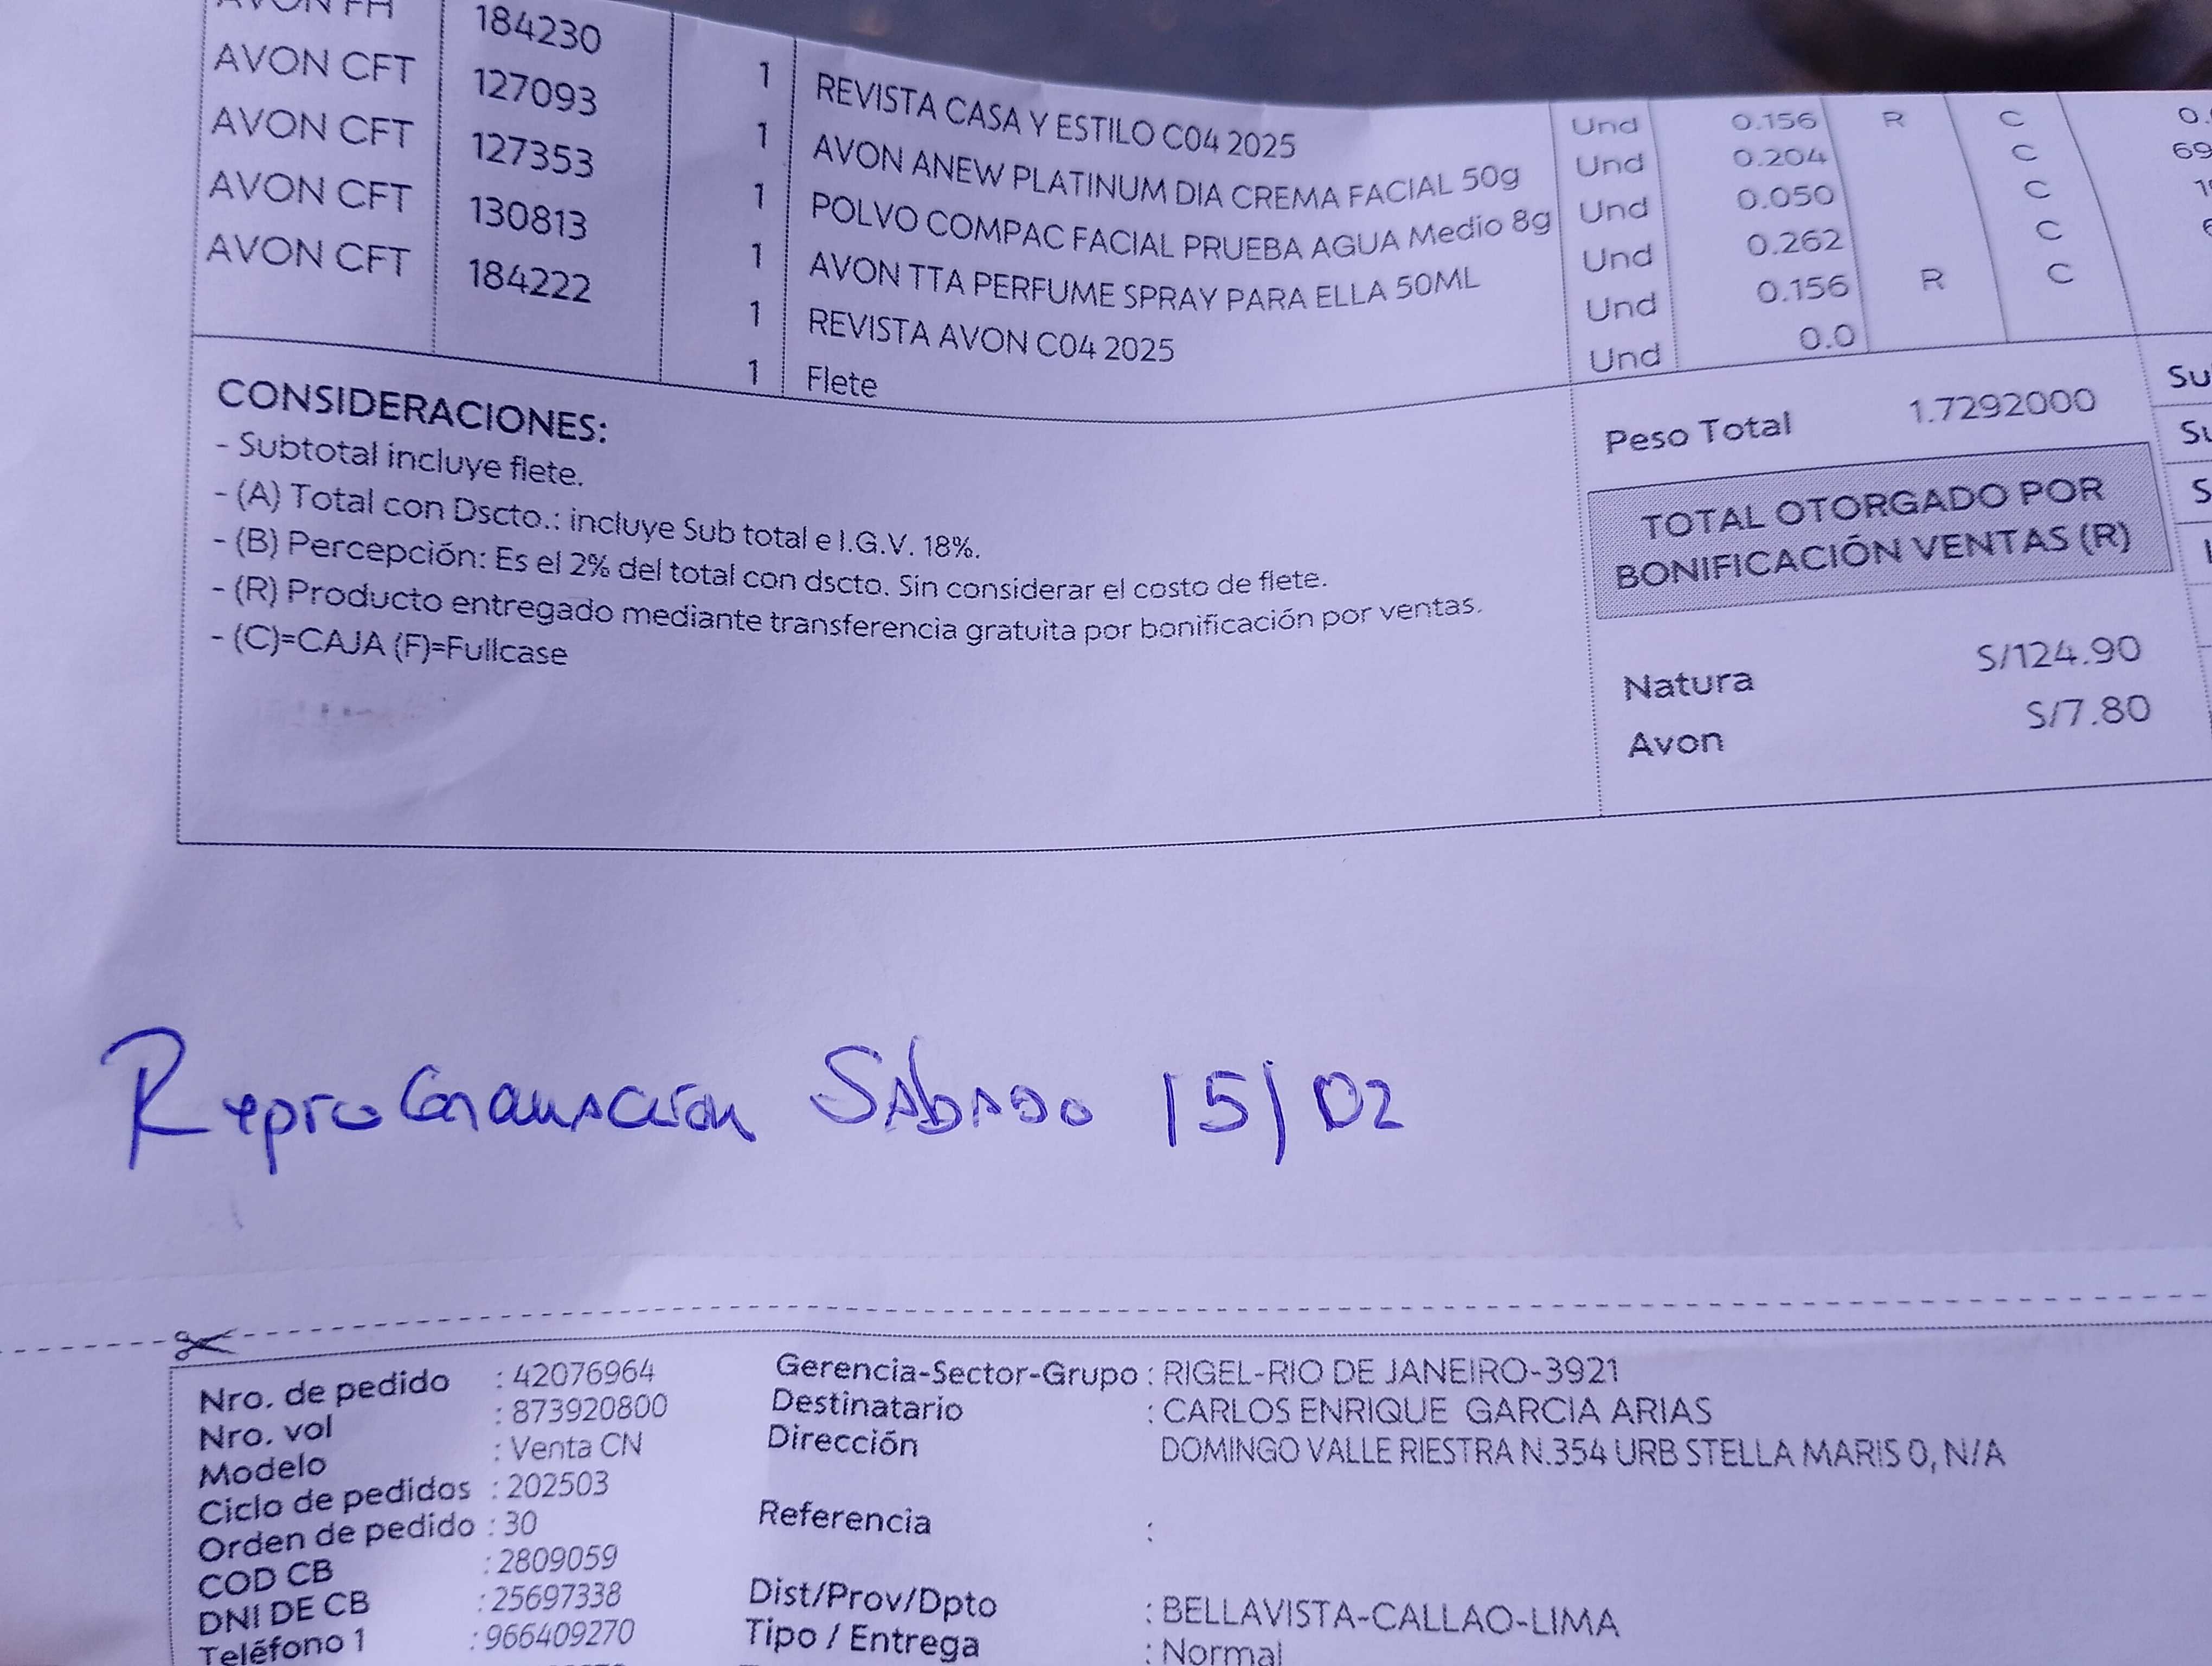 AVON FH 184230 1 REVISTA CASA Y ESTILO C04 2025 Und 0.156 R C
AVON CFT 127093 1 AVON ANEW PLATINUM DIA CREMA FACIAL 50g Und 0.204 C
AVON CFT 127353 1 POLVO COMPAC FACIAL PRUEBA AGUA Medio 8g Und 0.050 C
AVON CFT 130813 1 AVON TTA PERFUME SPRAY PARA ELLA 50ML Und 0.262 C
AVON CFT 184222 1 REVISTA AVON C04 2025 Und 0.156 R C
1 Flete Und 0.0
CONSIDERACIONES:
- Subtotal incluye flete.
- (A) Total con Dscto.: incluye Sub total e I.G.V. 18%.
- (B) Percepción: Es el 2% del total con dscto. Sin considerar el costo de flete.
- (R) Producto entregado mediante transferencia gratuita por bonificación por ventas.
- (C)=CAJA (F)=Fullcase
Peso Total 1.7292000
TOTAL OTORGADO POR
BONIFICACIÓN VENTAS (R)
Natura S/124.90
Avon S/7.80
Sábado 15/02
Nro. de pedido : 42076964
Nro. vol : 873920800
Modelo : Venta CN
Ciclo de pedidos : 202503
Orden de pedido : 30
COD CB : 2809059
DNI DE CB : 25697338
Teléfono 1 : 966409270
Gerencia-Sector-Grupo : RIGEL-RIO DE JANEIRO-3921
Destinatario : CARLOS ENRIQUE GARCIA ARIAS
Dirección DOMINGO VALLE RIESTRA N.354 URB STELLA MARIS 0, N/A
Referencia :
Dist/Prov/Dpto : BELLAVISTA-CALLAO-LIMA
Tipo / Entrega : Normal